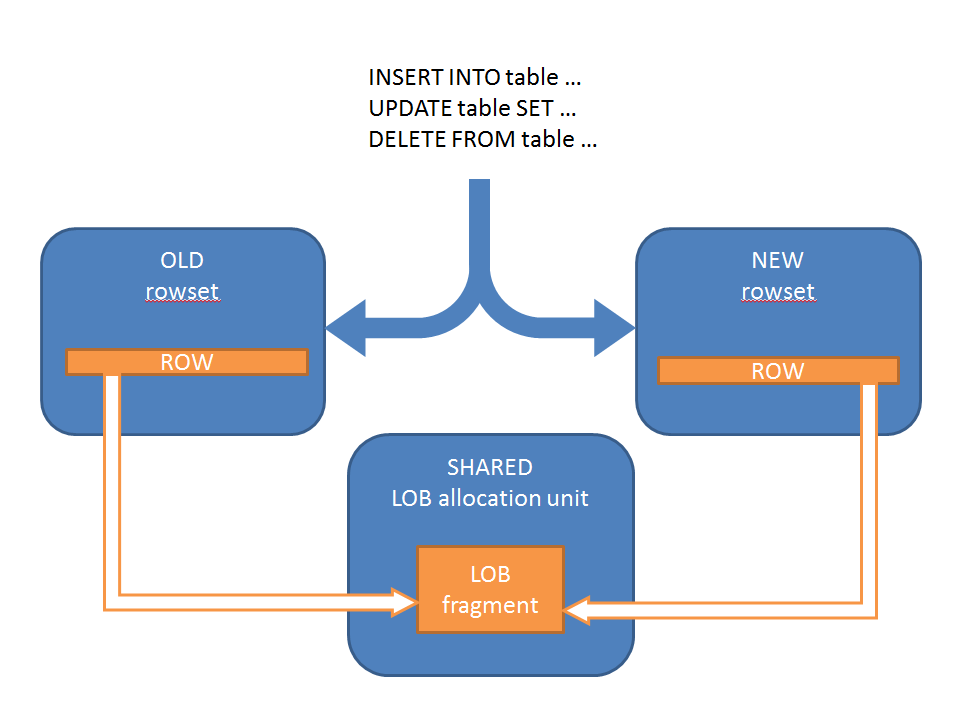 INSERT INTO table ...
UPDATE table SET ...
DELETE FROM table ...
OLD
rowset
ROW
NEW
rowset
ROW
SHARED
LOB allocation unit
LOB
fragment